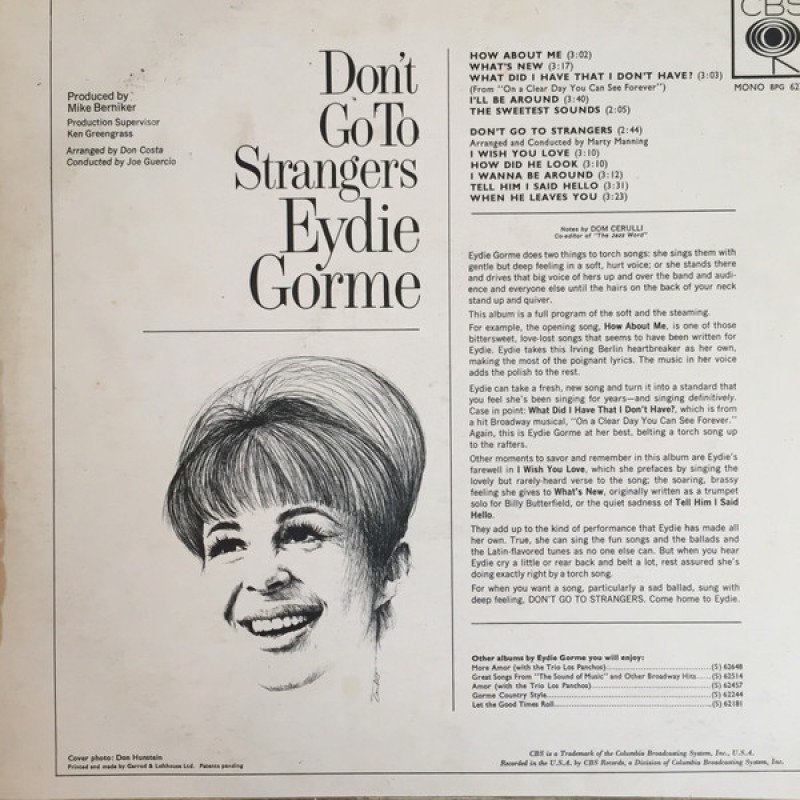 CBS
MONO BPG 62
Don't
Go To
Strangers
Eydie
Gorme
Produced by
Mike Berniker
Production Supervisor
Ken Greengrass
Arranged by Don Costa
Conducted by Joe Guercio
HOW ABOUT ME (3:02)
WHAT'S NEW (3:17)
WHAT DID I HAVE THAT I DON'T HAVE? (3:03)
(From "On a Clear Day You Can See Forever")
I'LL BE AROUND (3:40)
THE SWEETEST SOUNDS (2:05)
DON'T GO TO STRANGERS (2:44)
Arranged and Conducted by Marty Manning
I WISH YOU LOVE (3:10)
HOW DID HE LOOK (3:10)
I WANNA BE AROUND (3:12)
TELL HIM I SAID HELLO (3:31)
WHEN HE LEAVES YOU (3:23)
Notes by DOM CERULLI
Co-editor of "The Jazz Word"
Eydie Gorme does two things to torch songs: she sings them with
gentle but deep feeling in a soft, hurt voice; or she stands there
and drives that big voice of hers up and over the band and audi-
ence and everyone else until the hairs on the back of your neck
stand up and quiver.
This album is a full program of the soft and the steaming.
For example, the opening song, How About Me, is one of those
bittersweet, love-lost songs that seems to have been written for
Eydie. Eydie takes this Irving Berlin heartbreaker as her own,
making the most of the poignant lyrics. The music in her voice
adds the polish to the rest.
Eydie can take a fresh, new song and turn it into a standard that
you feel she's been singing for years—and singing definitively.
Case in point: What Did I Have That I Don't Have?, which is from
a hit Broadway musical, "On a Clear Day You Can See Forever."
Again, this is Eydie Gorme at her best, belting a torch song up
to the rafters.
Other moments to savor and remember in this album are Eydie's
farewell in I Wish You Love, which she prefaces by singing the
lovely but rarely-heard verse to the song; the soaring, brassy
feeling she gives to What's New, originally written as a trumpet
solo for Billy Butterfield, or the quiet sadness of Tell Him I Said
Hello.
They add up to the kind of performance that Eydie has made all
her own. True, she can sing the fun songs and the ballads and
the Latin-flavored tunes as no one else can. But when you hear
Eydie cry a little or rear back and belt a lot, rest assured she's
doing exactly right by a torch song.
For when you want a song, particularly a sad ballad, sung with
deep feeling, DON'T GO TO STRANGERS. Come home to Eydie.
Other albums by Eydie Gorme you will enjoy:
More Amor (with the Trio Los Panchos) (S) 62648
Great Songs From "The Sound of Music" and Other Broadway Hits (S) 62514
Amor (with the Trio Los Panchos) (S) 62457
Gorme Country Style (S) 62244
Let the Good Times Roll (S) 62181
Cover photo: Don Hunstein
Printed and made by Garrod & Lofthouse Ltd. Patents pending
CBS is a Trademark of the Columbia Broadcasting System, Inc., U.S.A.
Recorded in the U.S.A. by CBS Records, a Division of Columbia Broadcasting System, Inc.